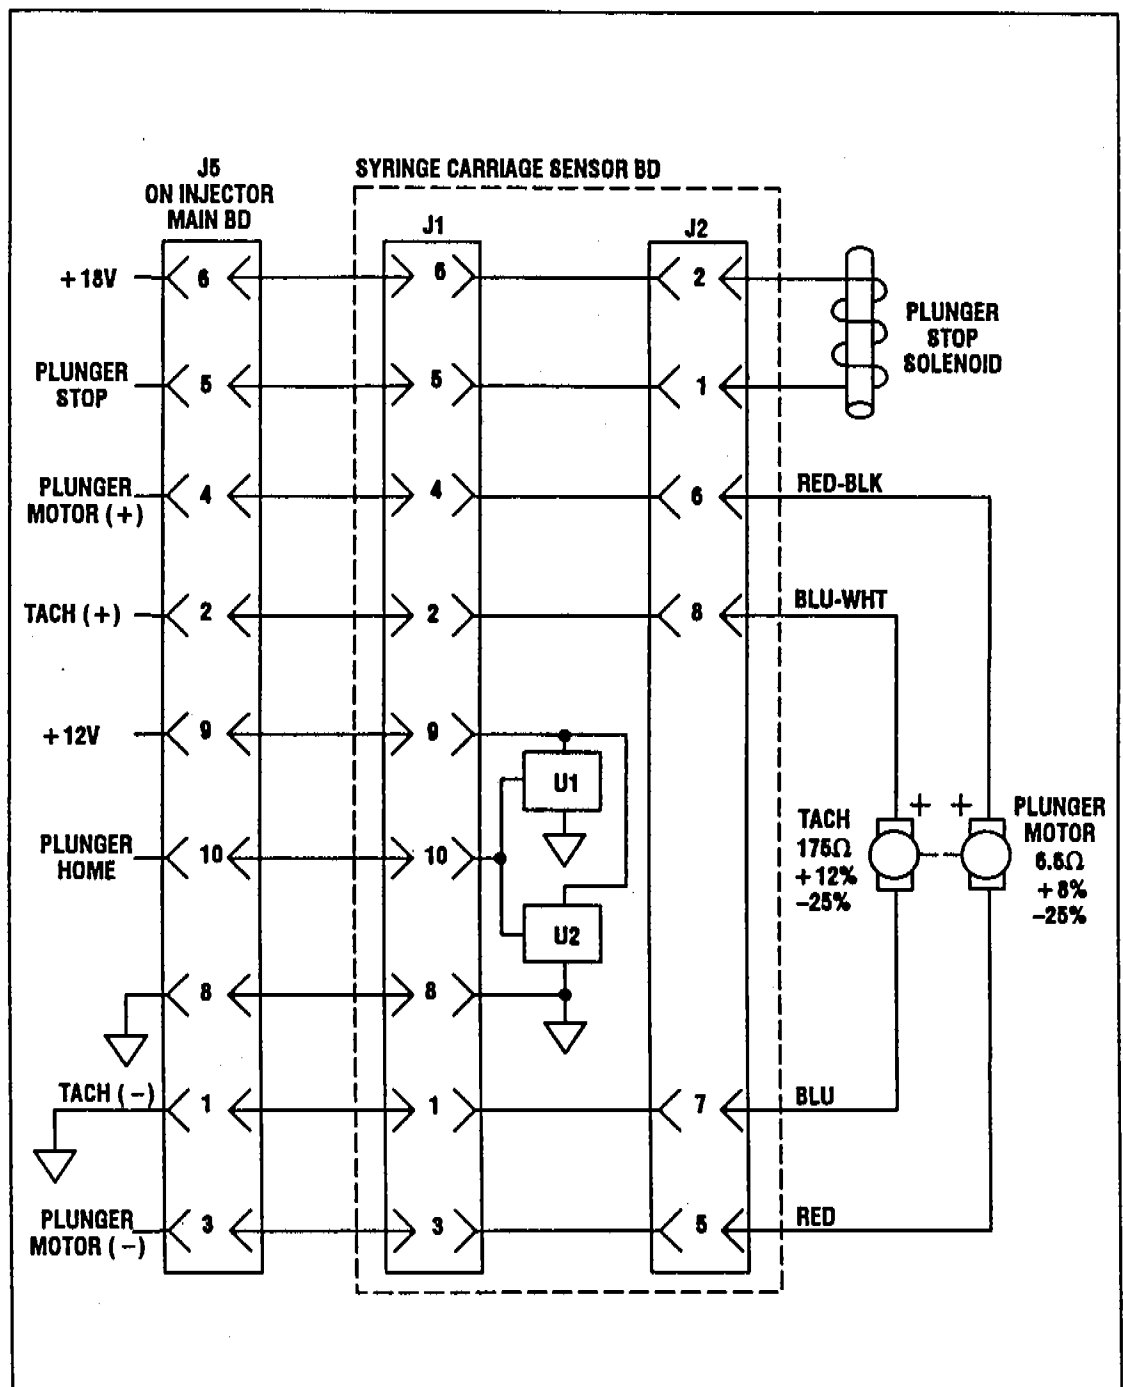 J5
ON INJECTOR
MAIN BD
SYRINGE CARRIAGE SENSOR BD
J1
J2
+18V
6
6
2
PLUNGER
STOP
SOLENOID
PLUNGER
STOP
5
5
1
PLUNGER
MOTOR (+)
4
4
6
RED-BLK
TACH (+)
2
2
8
BLU-WHT
+12V
9
9
U1
PLUNGER
HOME
10
10
U2
+ +
TACH
175Ω
+12%
-25%
PLUNGER
MOTOR
6.6Ω
+8%
-25%
8
8
TACH (-)
1
1
7
BLU
PLUNGER
MOTOR (-)
3
3
5
RED